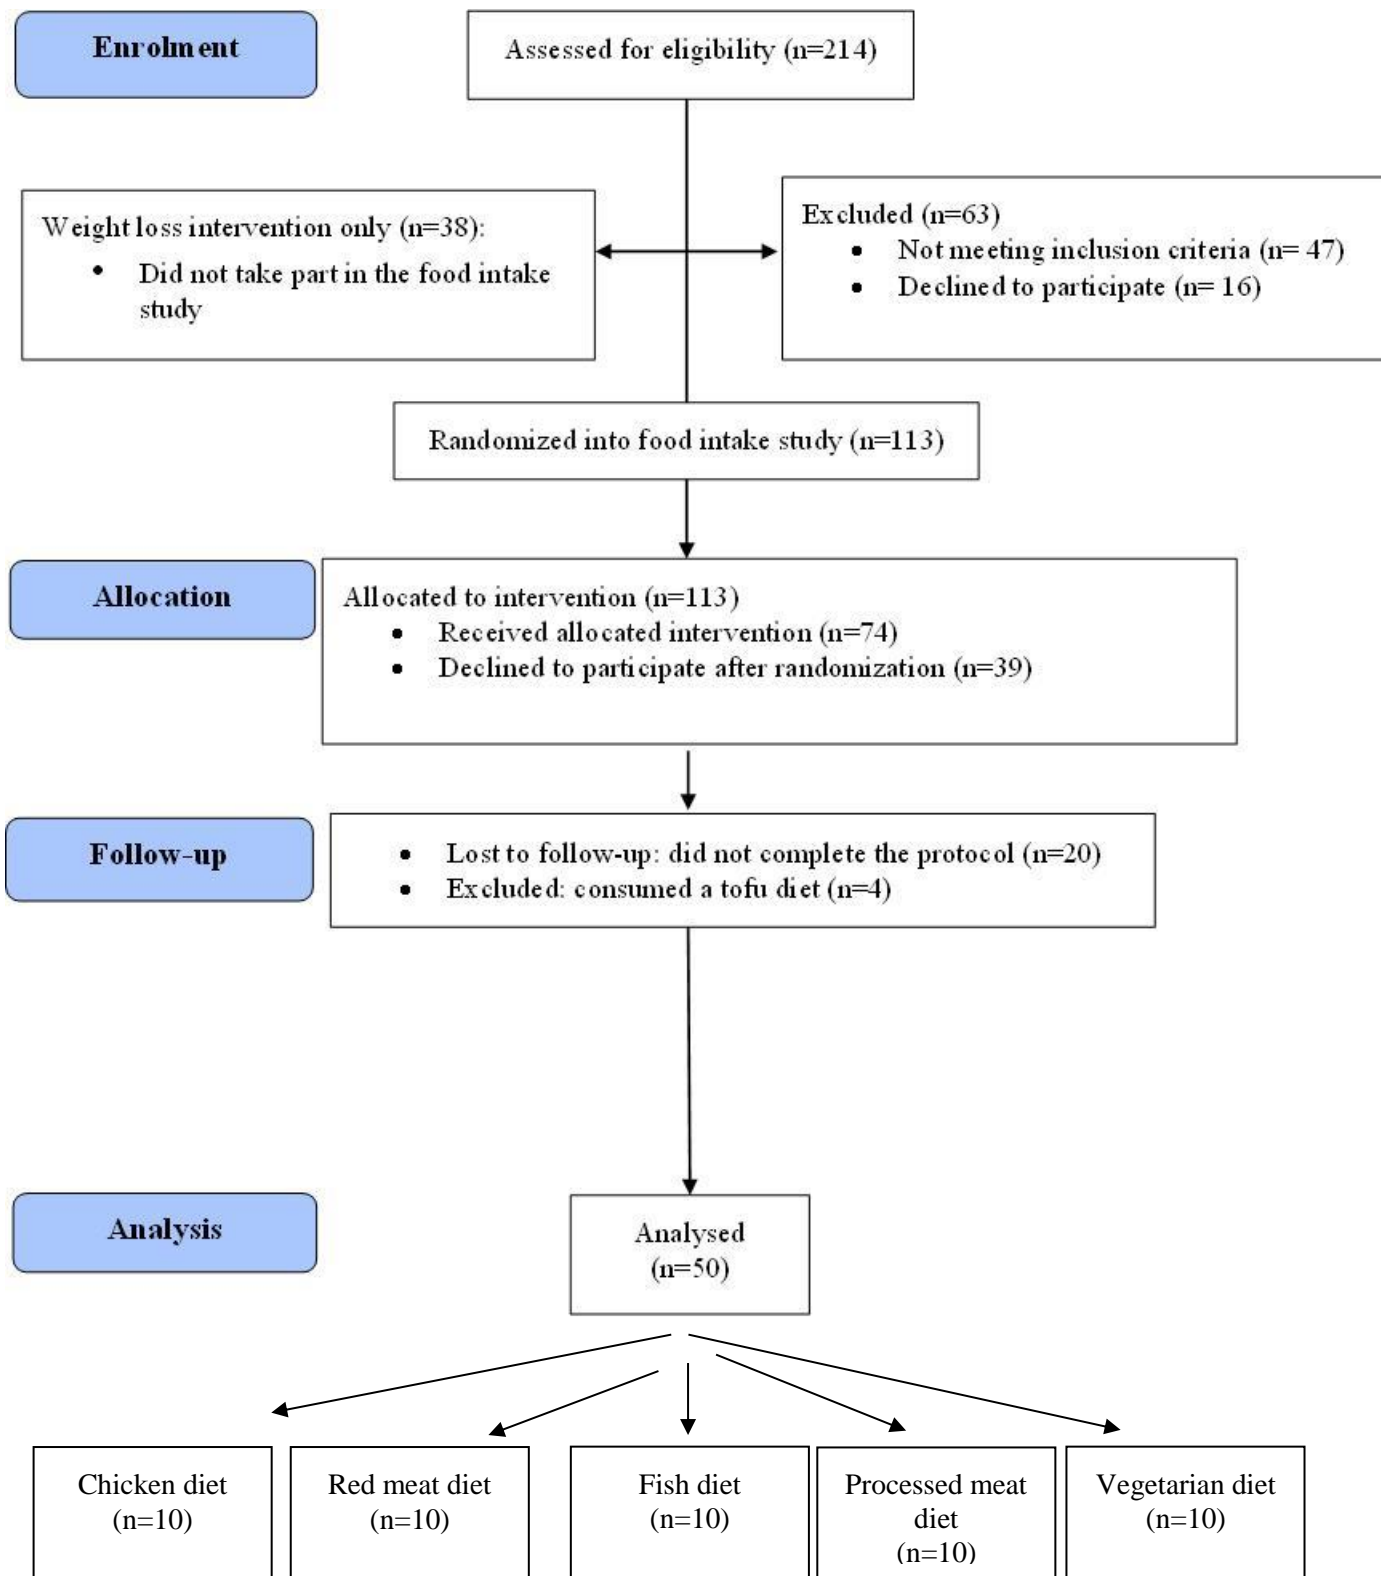 Enrolment
Assessed for eligibility (n=214)
Weight loss intervention only (n=38):
• Did not take part in the food intake
study
Excluded (n=63)
• Not meeting inclusion criteria (n= 47)
• Declined to participate (n= 16)
Randomized into food intake study (n=113)
Allocation
Allocated to intervention (n=113)
• Received allocated intervention (n=74)
• Declined to participate after randomization (n=39)
Follow-up
• Lost to follow-up: did not complete the protocol (n=20)
• Excluded: consumed a tofu diet (n=4)
Analysis
Analysed
(n=50)
Chicken diet
(n=10)
Red meat diet
(n=10)
Fish diet
(n=10)
Processed meat
diet
(n=10)
Vegetarian diet
(n=10)